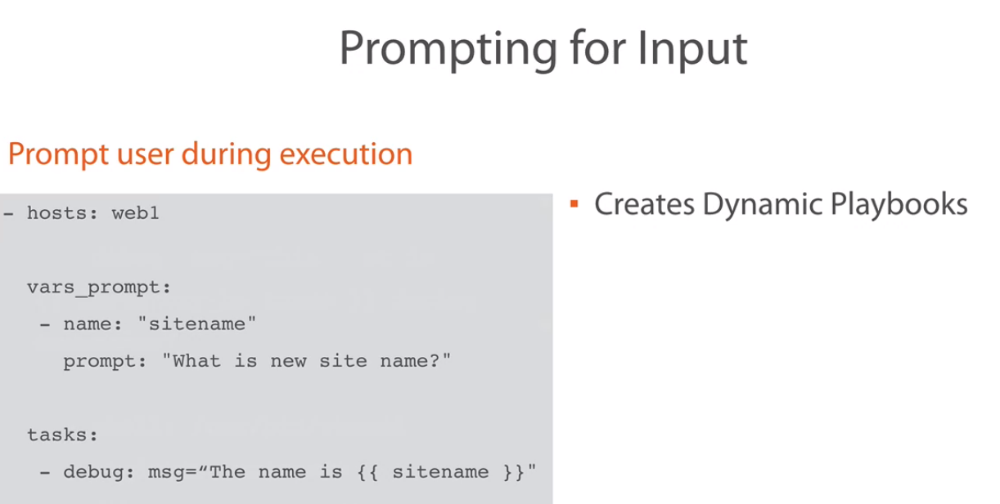 Prompting for Input
Prompt user during execution
- hosts: web1
vars_prompt:
- name: "sitename"
prompt: "What is new site name?"
tasks:
- debug: msg=“The name is {{ sitename }}"
▪ Creates Dynamic Playbooks